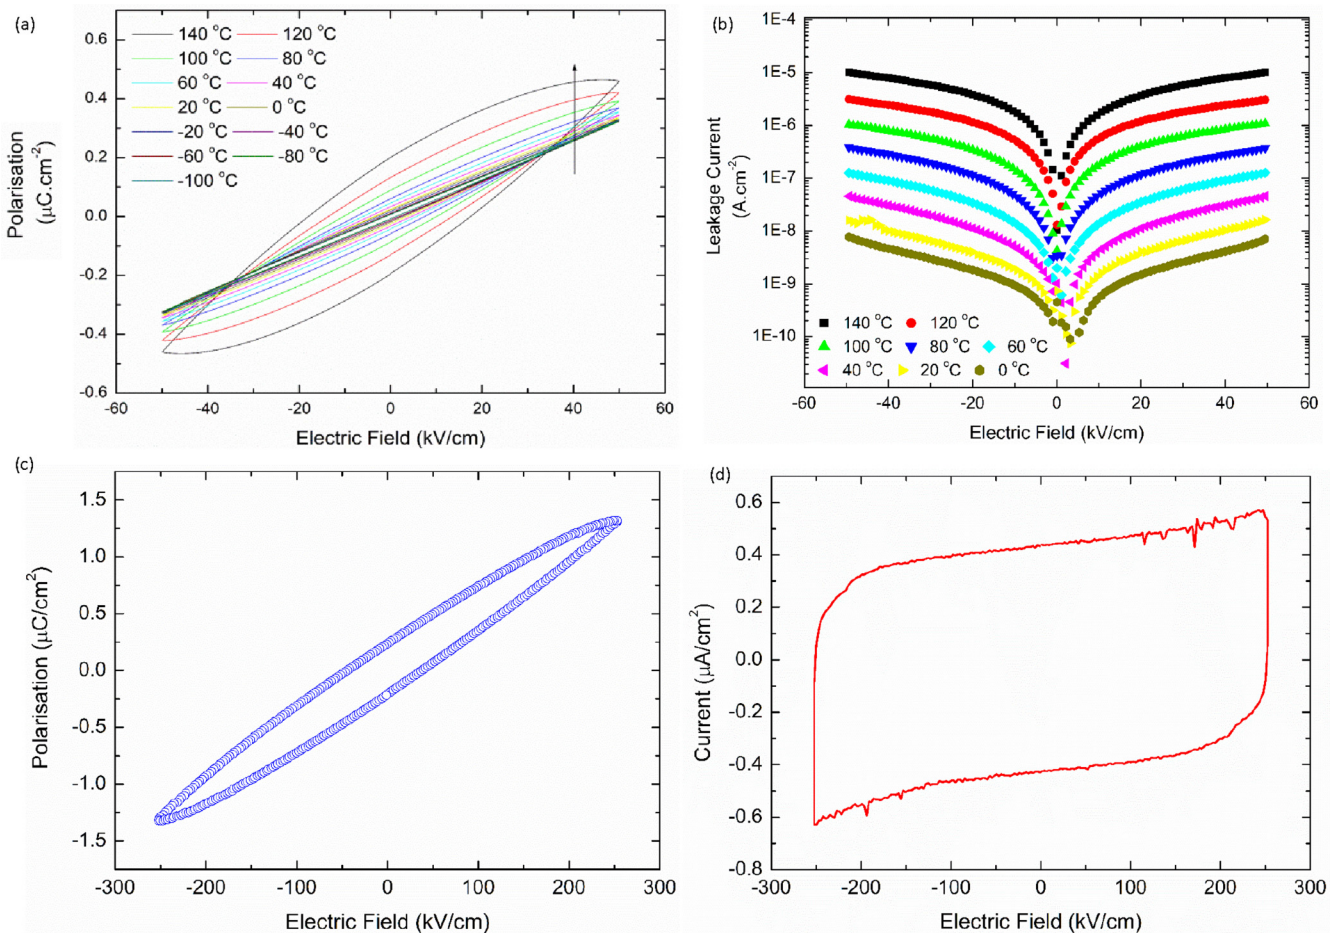 (a)
0.6
0.4
0.2
0.0
-0.2
-0.4
-0.6
140 °C 120 °C
100 °C 80 °C
60 °C 40 °C
20 °C 0 °C
-20 °C -40 °C
-60 °C -80 °C
-100 °C
Polarisation
(μC.cm⁻²)
-60 -40 -20 0 20 40 60
Electric Field (kV/cm)
(b)
1E-4
1E-5
1E-6
1E-7
1E-8
1E-9
1E-10
Leakage Current
(A.cm⁻²)
140 °C 120 °C
100 °C 80 °C 60 °C
40 °C 20 °C 0 °C
-60 -40 -20 0 20 40 60
Electric Field (kV/cm)
(c)
1.5
1.0
0.5
0.0
-0.5
-1.0
-1.5
Polarisation (μC/cm²)
-300 -200 -100 0 100 200 300
Electric Field (kV/cm)
(d)
0.6
0.4
0.2
0.0
-0.2
-0.4
-0.6
-0.8
Current (μA/cm²)
-300 -200 -100 0 100 200 300
Electric Field (kV/cm)